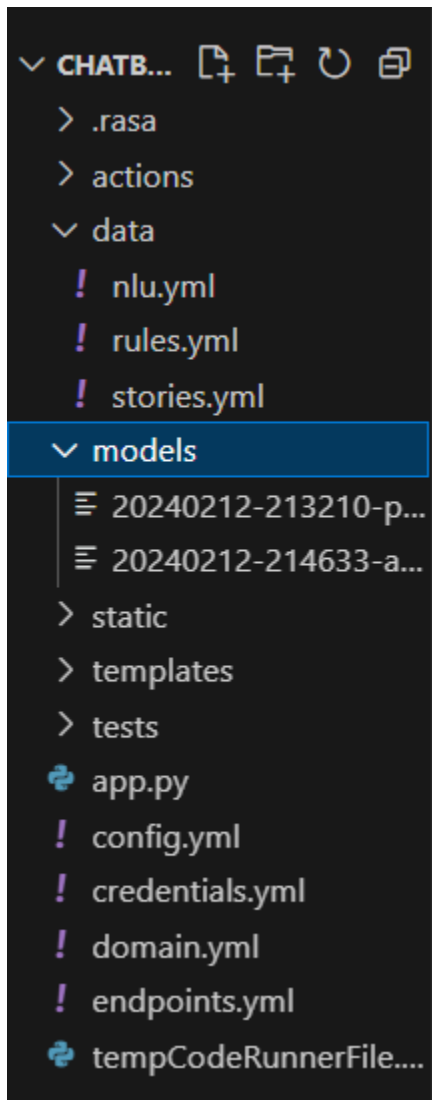 CHATB...
.rasa
actions
data
! nlu.yml
! rules.yml
! stories.yml
models
20240212-213210-p...
20240212-214633-a...
static
templates
tests
app.py
! config.yml
! credentials.yml
! domain.yml
! endpoints.yml
tempCodeRunnerFile....